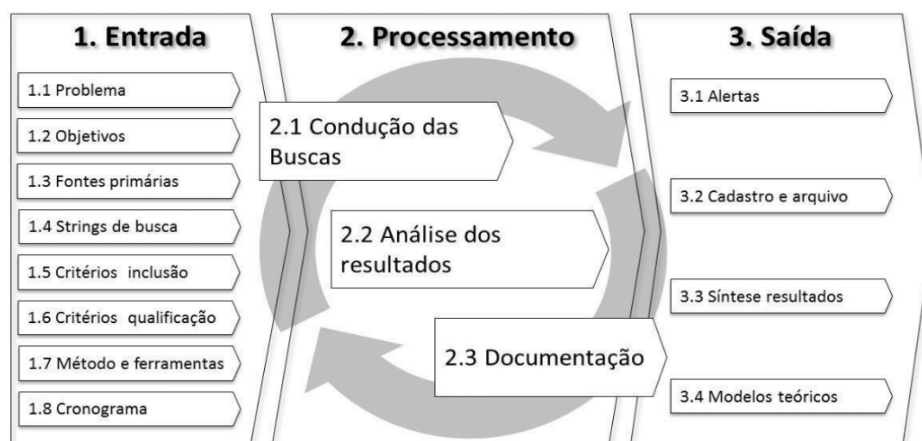 1. Entrada
1.1 Problema
1.2 Objetivos
1.3 Fontes primárias
1.4 Strings de busca
1.5 Critérios inclusão
1.6 Critérios qualificação
1.7 Método e ferramentas
1.8 Cronograma
2. Processamento
2.1 Condução das
Buscas
2.2 Análise dos
resultados
2.3 Documentação
3. Saída
3.1 Alertas
3.2 Cadastro e arquivo
3.3 Síntese resultados
3.4 Modelos teóricos